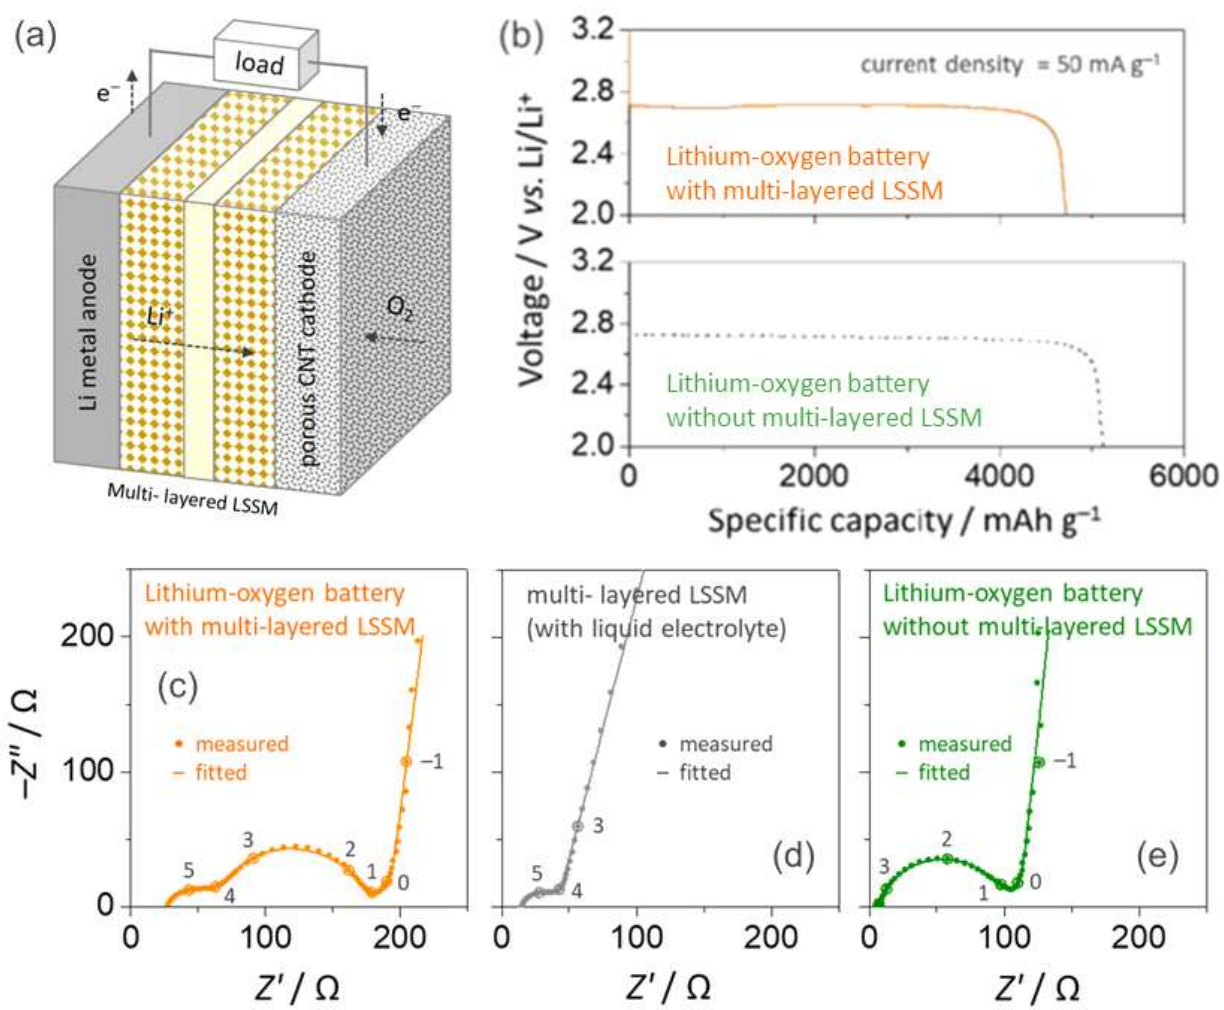 (a)
load
e⁻
e⁻
Li metal anode
Li⁺
porous CNT cathode
O₂
Multi- layered LSSM
(b)
Voltage / V vs. Li/Li⁺
3.2
2.8
2.4
2.0
current density = 50 mA g⁻¹
Lithium-oxygen battery
with multi-layered LSSM
3.2
2.8
2.4
2.0
Lithium-oxygen battery
without multi-layered LSSM
0 2000 4000 6000
Specific capacity / mAh g⁻¹
–Z″ / Ω
200
100
0
Lithium-oxygen battery
with multi-layered LSSM
(c)
measured
fitted
–1
5
4
3
2
1
0
0 100 200
Z′ / Ω
multi- layered LSSM
(with liquid electrolyte)
measured
fitted
3
(d)
5
4
0 100 200
Z′ / Ω
Lithium-oxygen battery
without multi-layered LSSM
measured
fitted
–1
(e)
3
2
1
0
0 100 200
Z′ / Ω